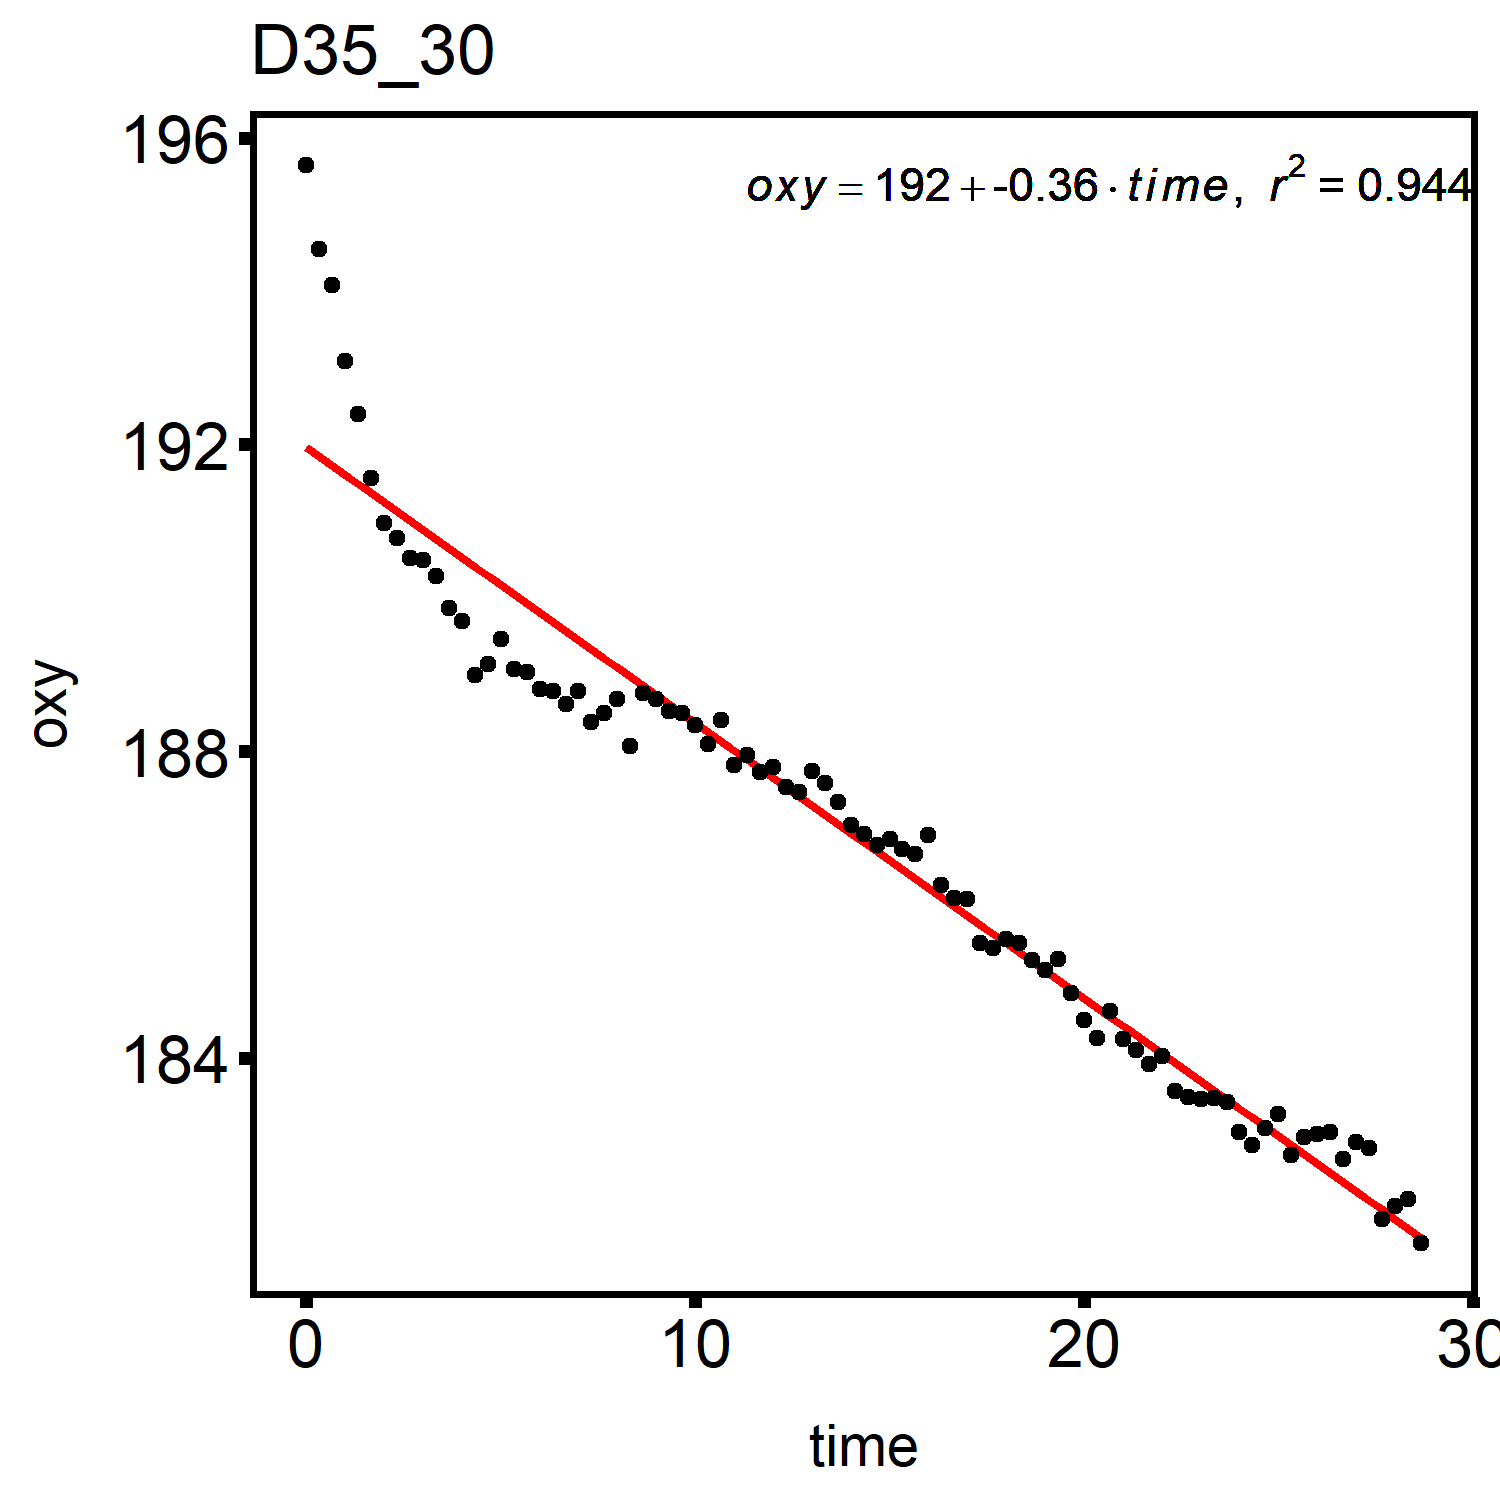 D35_30
196
oxy = 192 + -0.36 · time, r² = 0.944
192
oxy
188
184
0 10 20 30
time